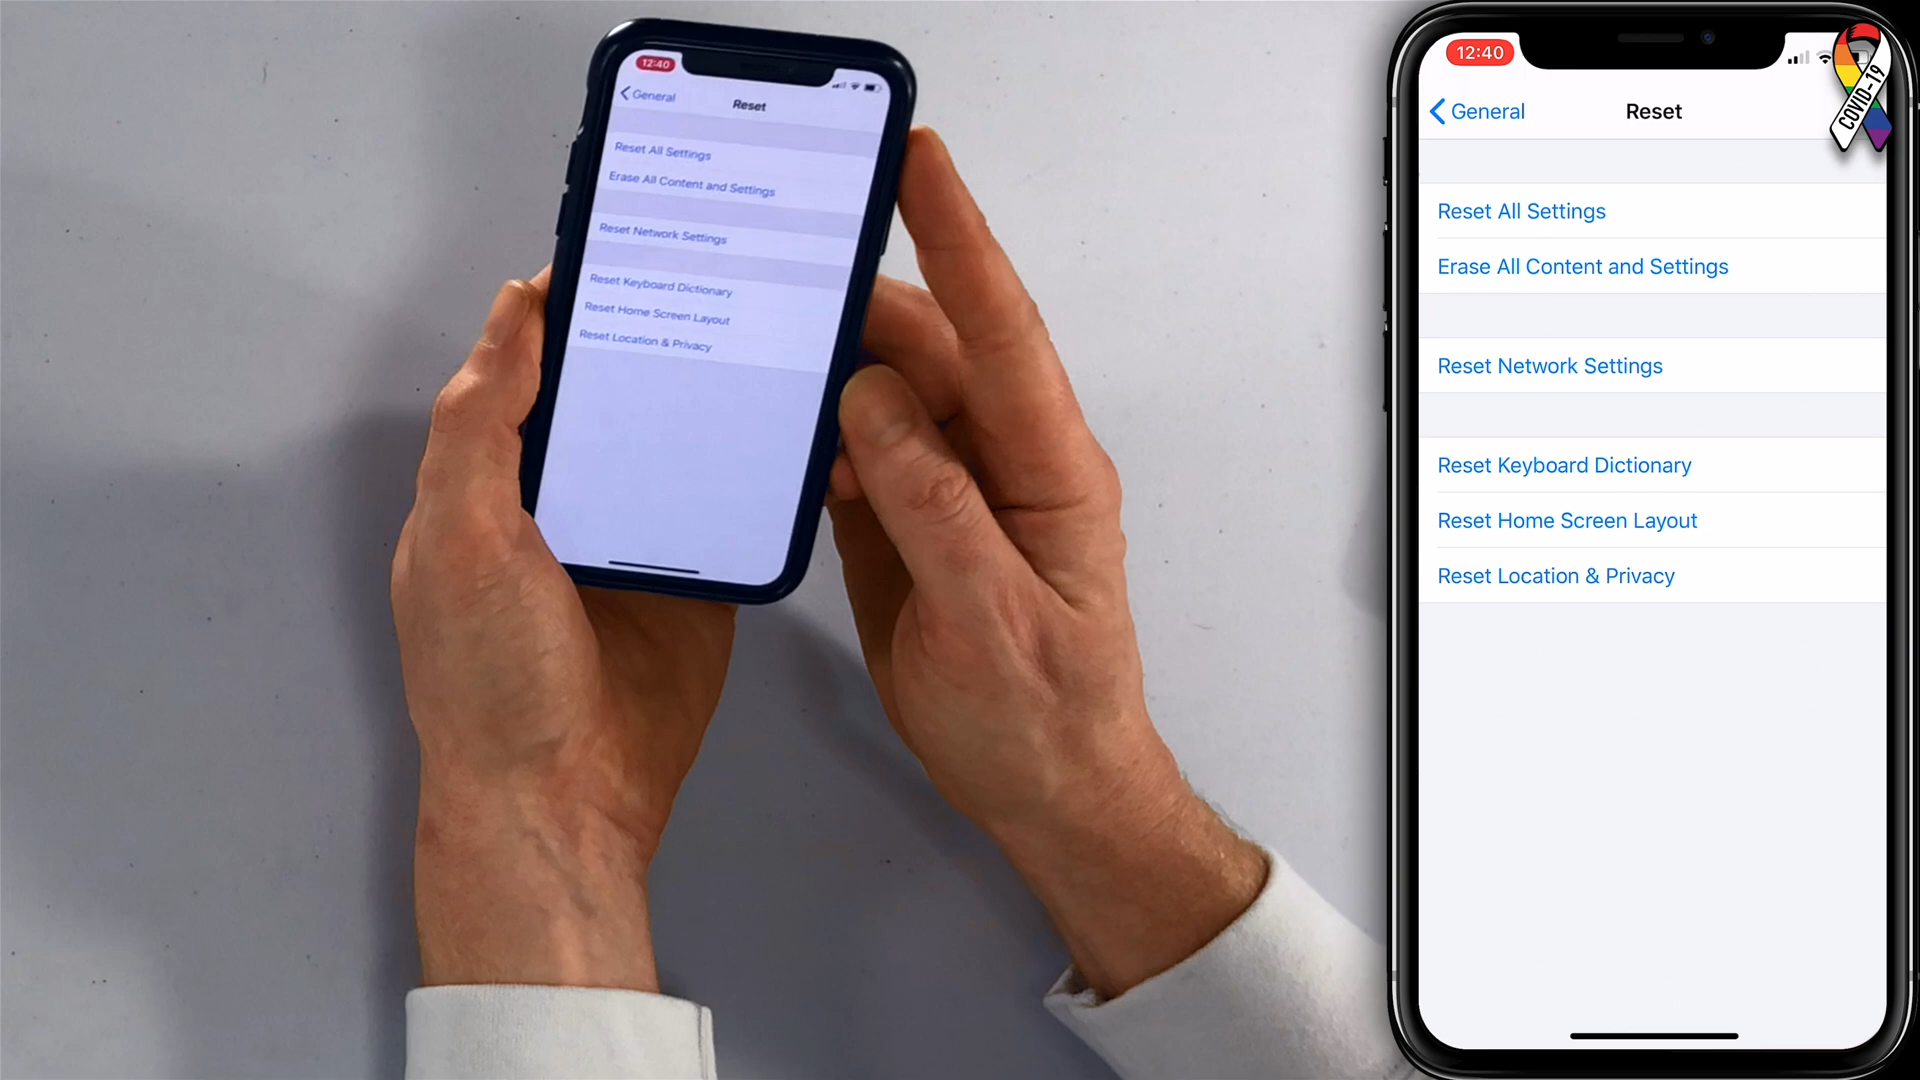 12:40
General
Reset
Reset All Settings
Erase All Content and Settings
Reset Network Settings
Reset Keyboard Dictionary
Reset Home Screen Layout
Reset Location & Privacy
12:40
General
Reset
COVID-19
Reset All Settings
Erase All Content and Settings
Reset Network Settings
Reset Keyboard Dictionary
Reset Home Screen Layout
Reset Location & Privacy